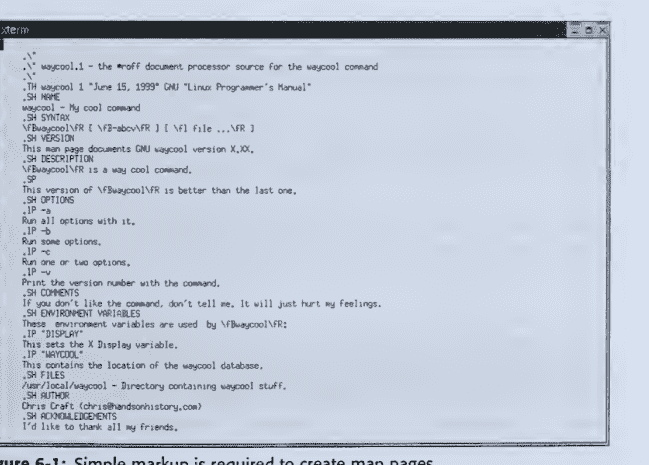 xterm
.\"
.\" waycool.1 - the *roff document processor source for the waycool command
.\"
.TH waycool 1 "June 15, 1999" GNU "Linux Programmer's Manual"
.SH NAME
waycool - My cool command
.SH SYNTAX
\fBwaycool\fR [ \fB-abcv\fR ] [ \fI file ...\fR ]
.SH VERSION
This man page documents GNU waycool version X.XX.
.SH DESCRIPTION
\fBwaycool\fR is a way cool command.
.SP
This version of \fBwaycool\fR is better than the last one.
.SH OPTIONS
.IP -a
Run all options with it.
.IP -b
Run some options.
.IP -c
Run one or two options.
.IP -v
Print the version number with the command.
.SH COMMENTS
If you don't like the command, don't tell me. It will just hurt my feelings.
.SH ENVIRONMENT VARIABLES
These environment variables are used by \fBwaycool\fR:
.IP "DISPLAY"
This sets the X Display variable.
.IP "WAYCOOL"
This contains the location of the waycool database.
.SH FILES
/usr/local/waycool - Directory containing waycool stuff.
.SH AUTHOR
Chris Craft (chris@handsonhistory.com)
.SH ACKNOWLEDGEMENTS
I'd like to thank all my friends.
gure 6-1: Simple markup is required to create man pages